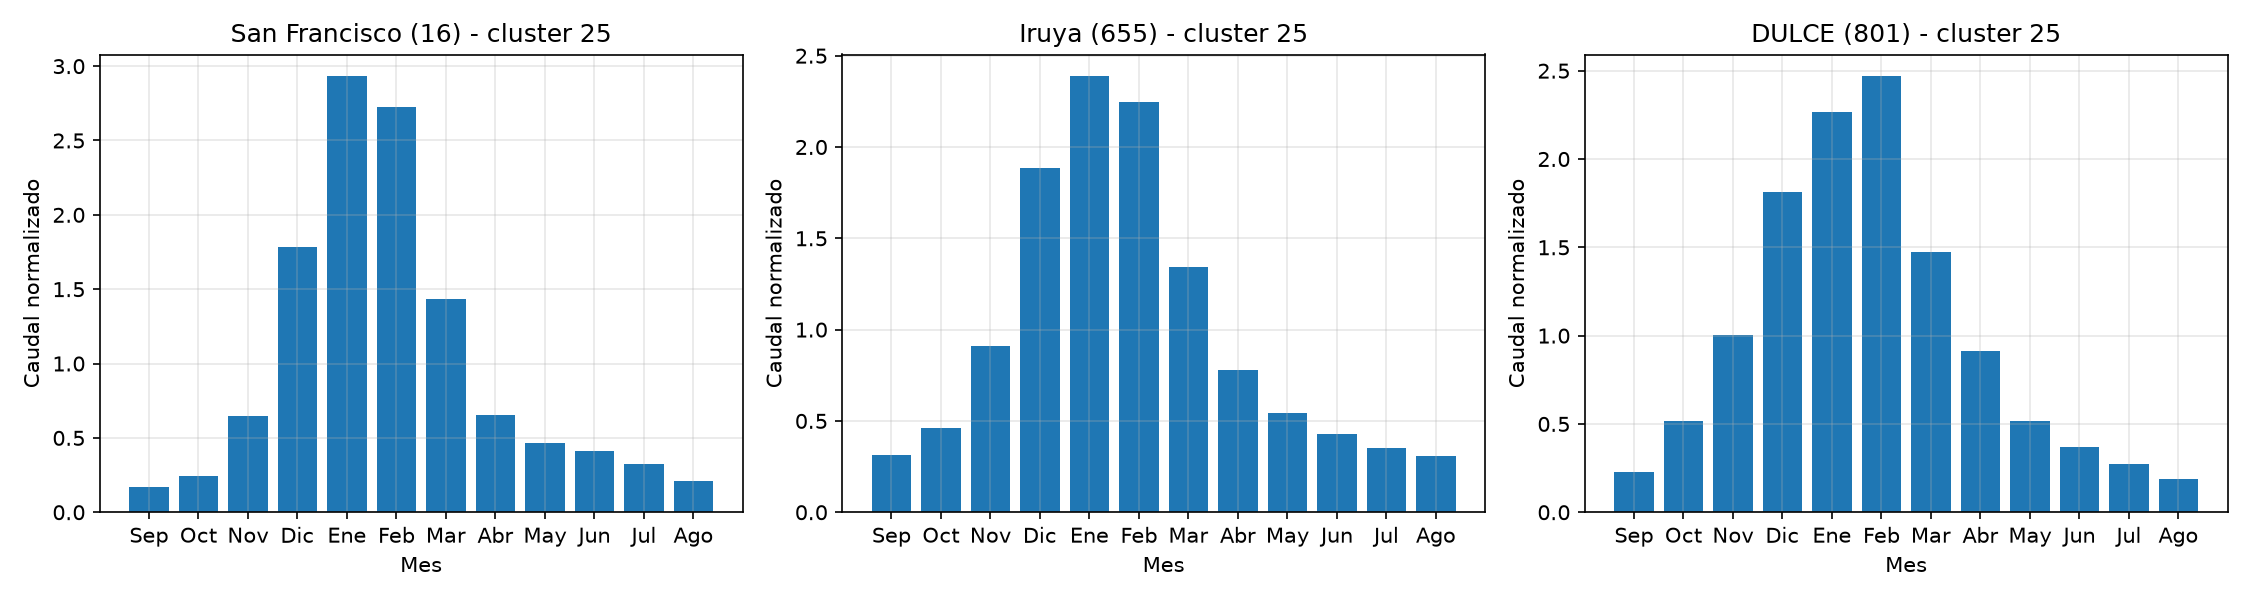 San Francisco (16) - cluster 25
3.0
2.5
2.0
1.5
1.0
0.5
0.0
Caudal normalizado
Sep Oct Nov Dic Ene Feb Mar Abr May Jun Jul Ago
Mes
Iruya (655) - cluster 25
2.5
2.0
1.5
1.0
0.5
0.0
Caudal normalizado
Sep Oct Nov Dic Ene Feb Mar Abr May Jun Jul Ago
Mes
DULCE (801) - cluster 25
2.5
2.0
1.5
1.0
0.5
0.0
Caudal normalizado
Sep Oct Nov Dic Ene Feb Mar Abr May Jun Jul Ago
Mes